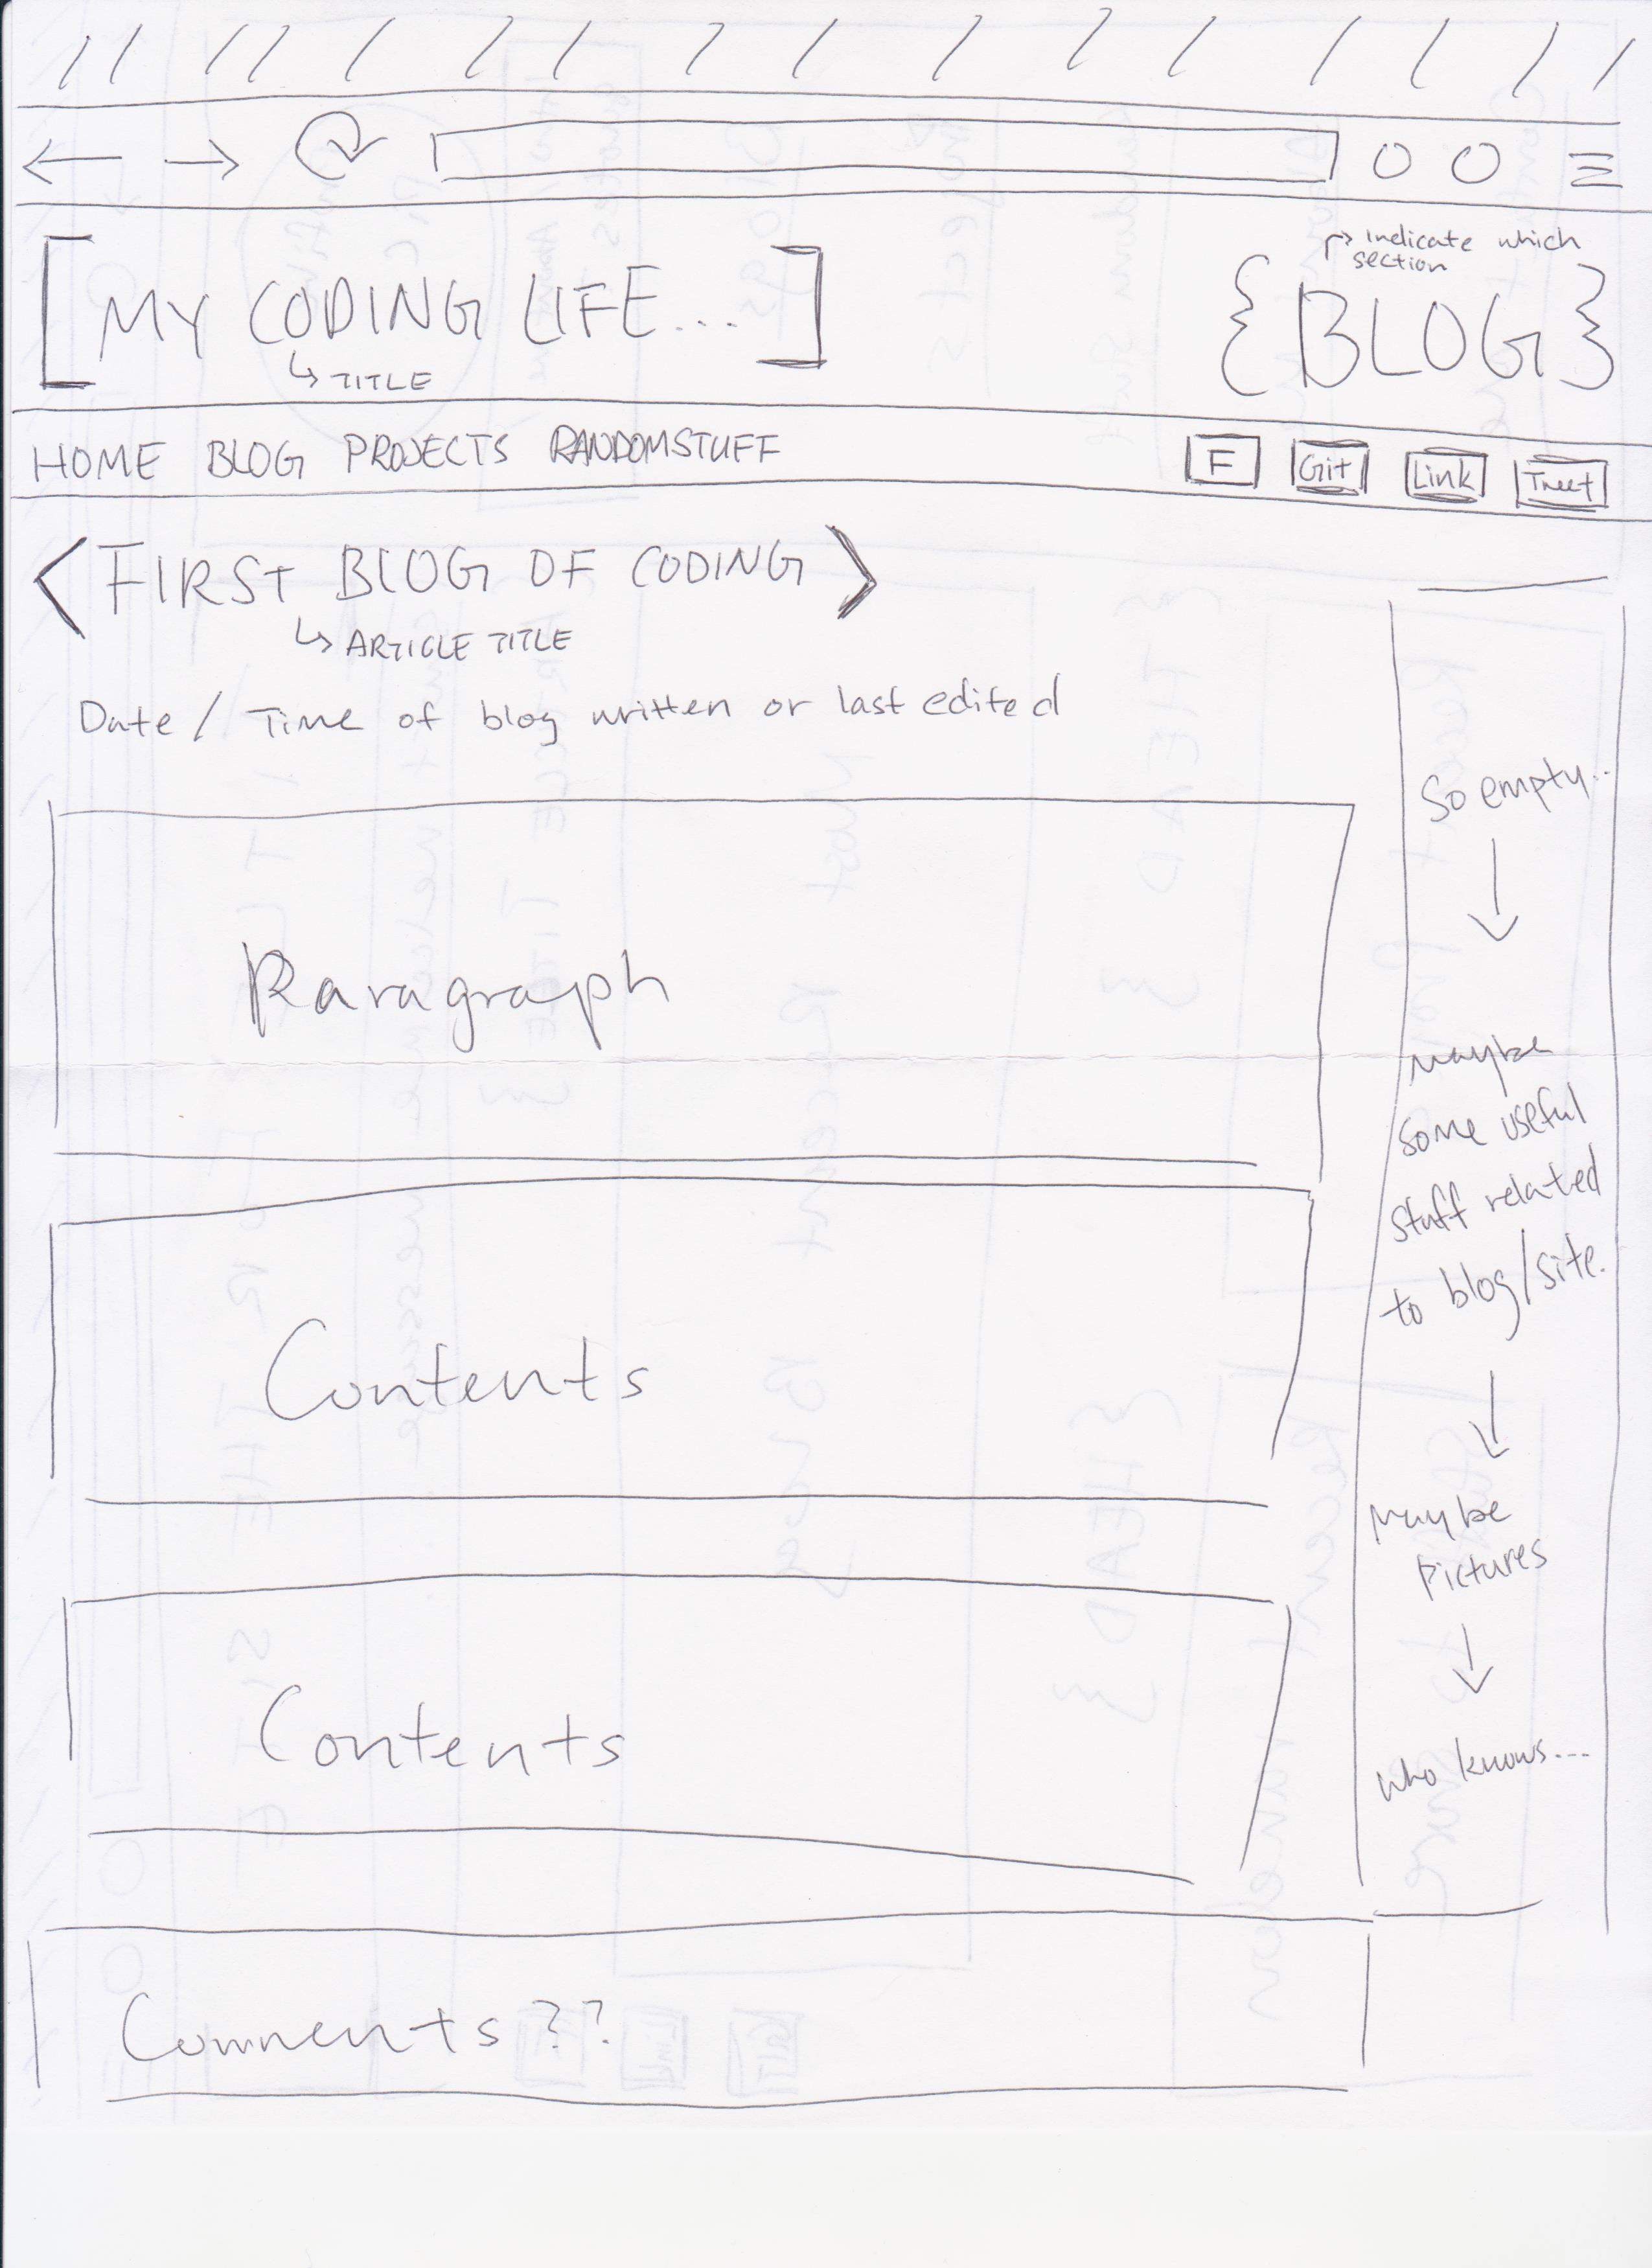 indicate which
section
[MY CODING LIFE...]
{BLOG}
TITLE
HOME BLOG PROJECTS RANDOMSTUFF
F Git Link Tweet
<FIRST BLOG OF CODING>
ARTICLE TITLE
Date / Time of blog written or last edited
Paragraph
Contents
Contents
Comments??
So empty..
maybe
some useful
stuff related
to blog/site.
Maybe
Pictures
who knows...